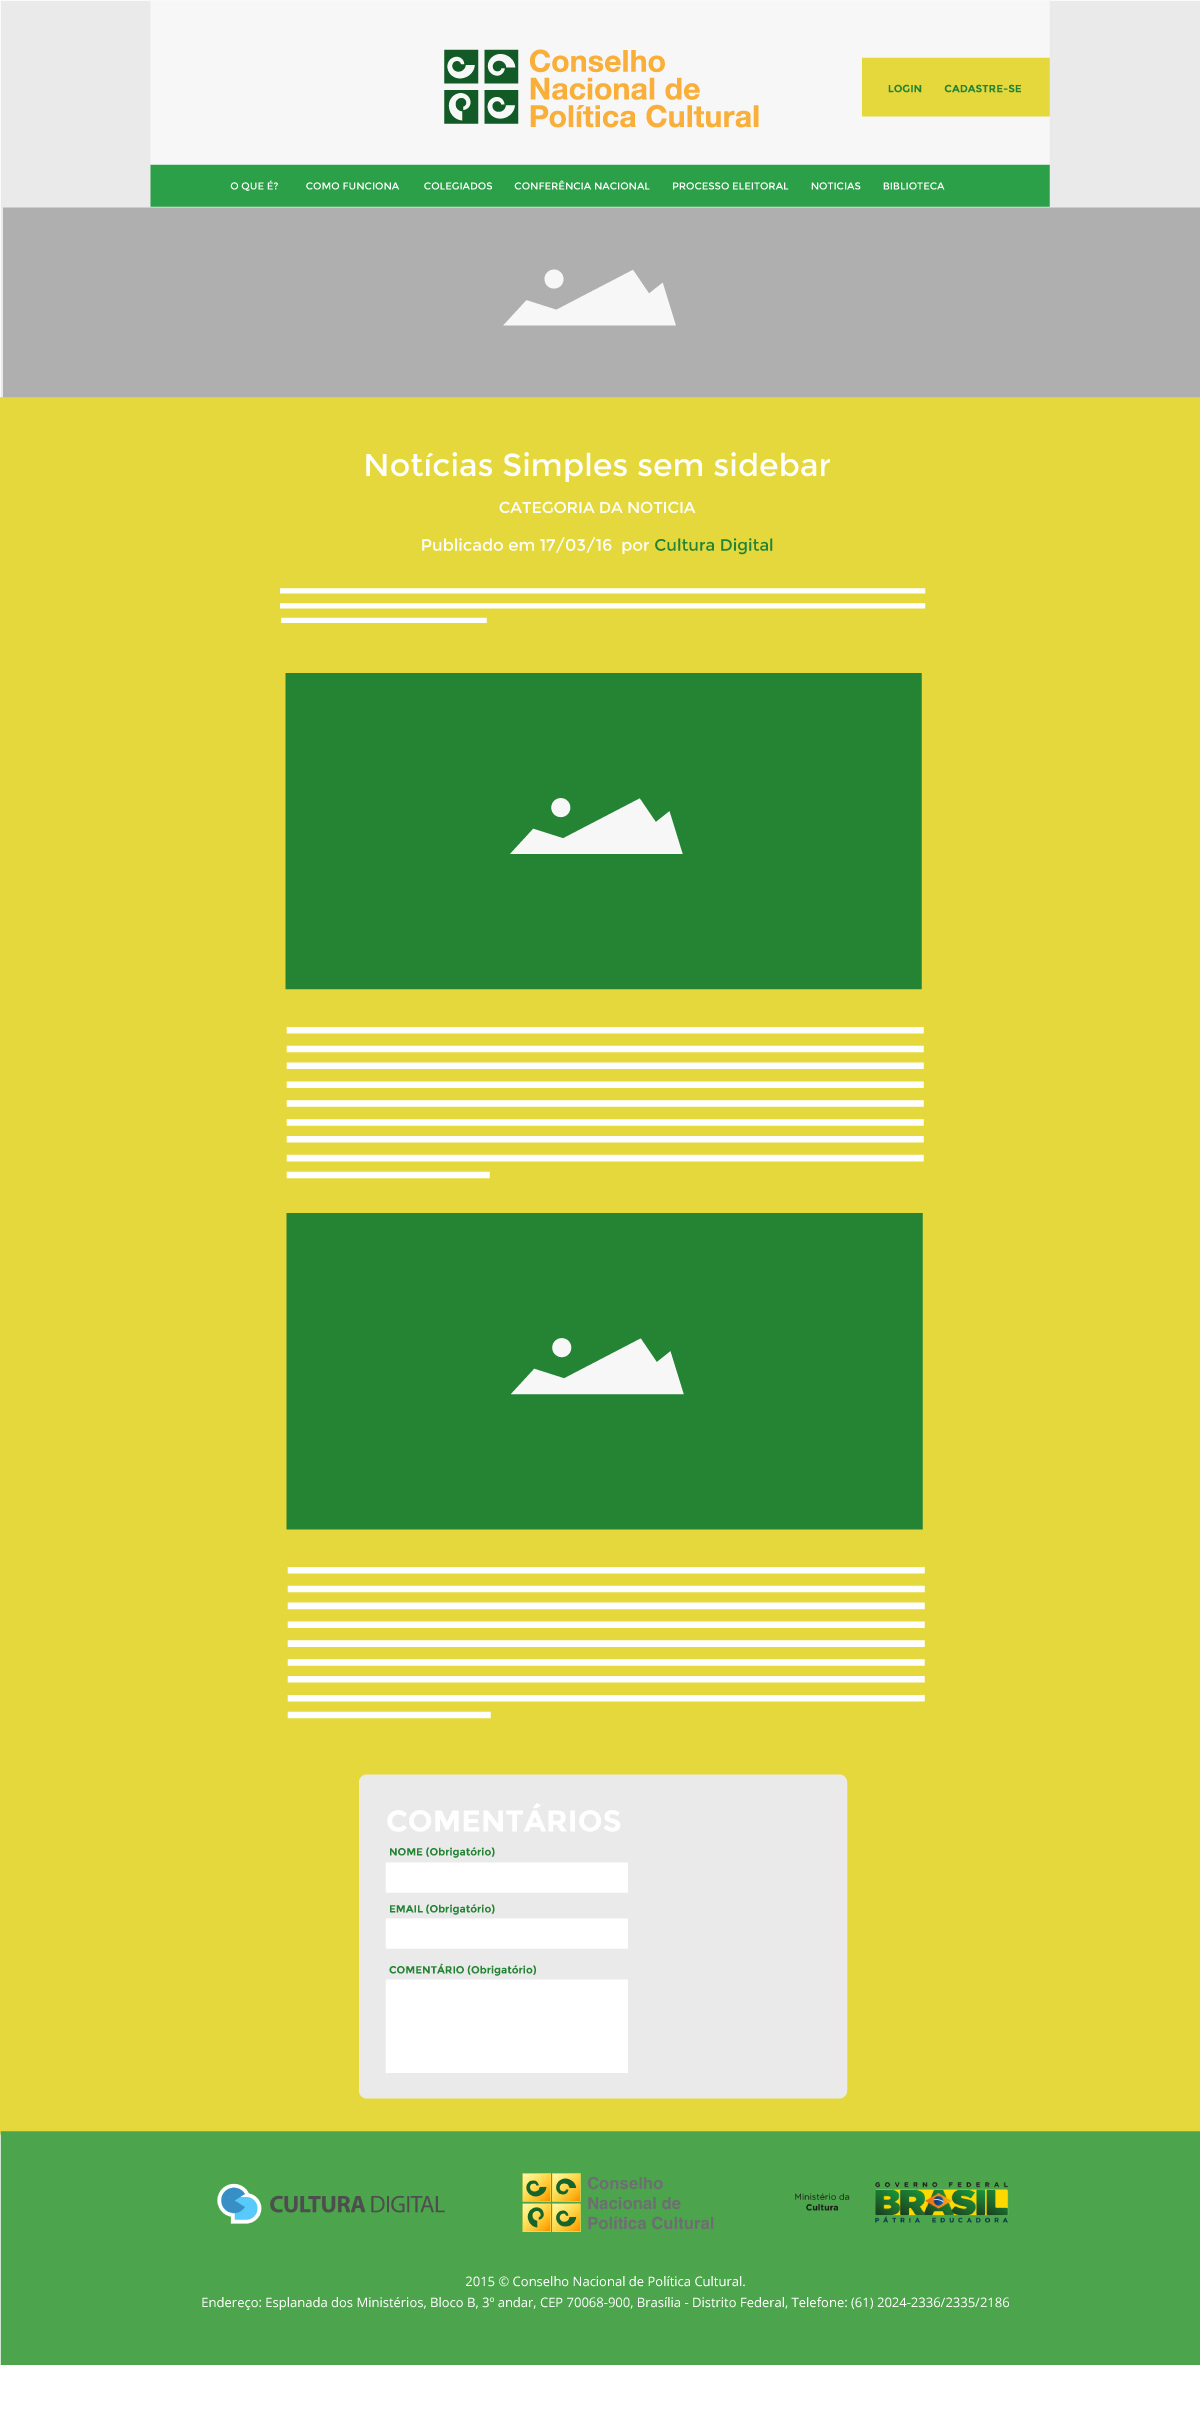 Conselho
Nacional de
Política Cultural
LOGIN CADASTRE-SE
O QUE É? COMO FUNCIONA COLEGIADOS CONFERÊNCIA NACIONAL PROCESSO ELEITORAL NOTICIAS BIBLIOTECA
Notícias Simples sem sidebar
CATEGORIA DA NOTICIA
Publicado em 17/03/16 por Cultura Digital
COMENTÁRIOS
NOME (Obrigatório)
EMAIL (Obrigatório)
COMENTÁRIO (Obrigatório)
CULTURA DIGITAL
Conselho
Nacional de
Política Cultural
Ministério da
Cultura
GOVERNO FEDERAL
BRASIL
PÁTRIA EDUCADORA
2015 © Conselho Nacional de Política Cultural.
Endereço: Esplanada dos Ministérios, Bloco B, 3º andar, CEP 70068-900, Brasília - Distrito Federal, Telefone: (61) 2024-2336/2335/2186